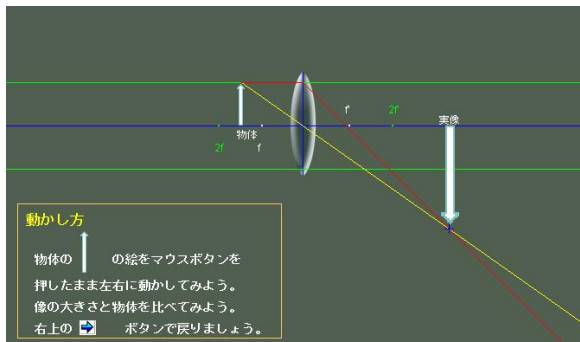 f
2f
実像
物体
2f
f
動かし方
物体の の絵をマウスボタンを
押したまま左右に動かしてみよう。
像の大きさと物体を比べてみよう。
右上の ボタンで戻りましょう。